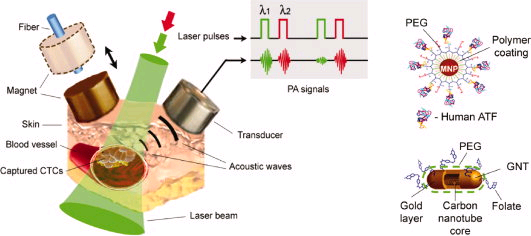 Fiber
Magnet
Skin
Blood vessel
Captured CTCs
Laser beam
Acoustic waves
Transducer
Laser pulses
λ1 λ2
PA signals
PEG
Polymer
coating
MNP
- Human ATF
PEG
GNT
Gold
layer
Carbon
nanotube
core
Folate